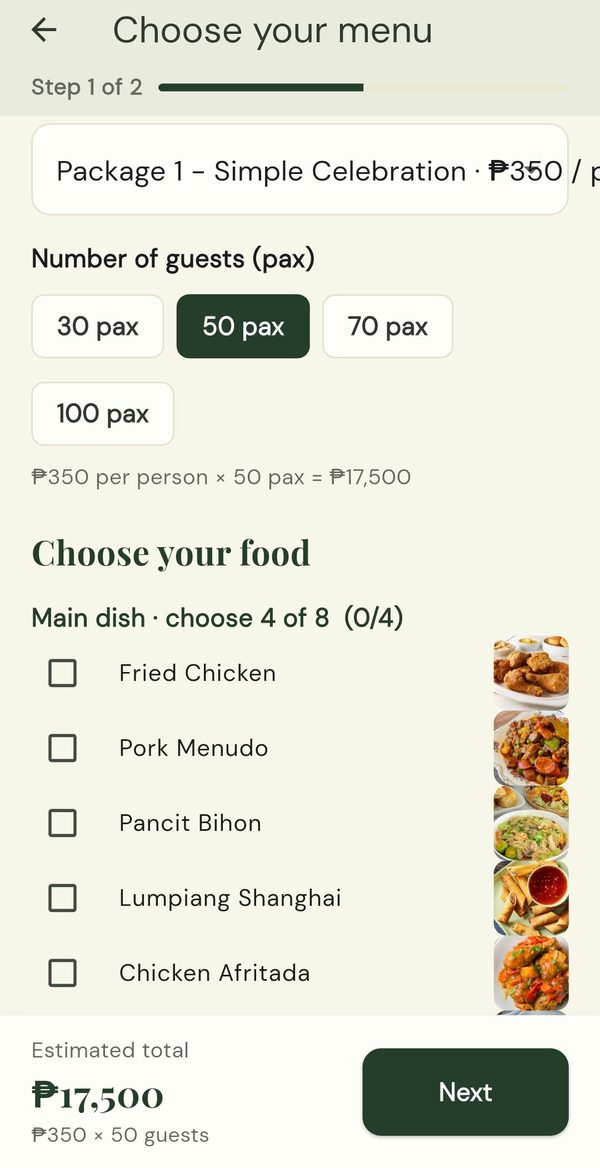 Choose your menu
Step 1 of 2
Package 1 - Simple Celebration · ₱350 / p
Number of guests (pax)
30 pax
50 pax
70 pax
100 pax
₱350 per person × 50 pax = ₱17,500
Choose your food
Main dish · choose 4 of 8 (0/4)
Fried Chicken
Pork Menudo
Pancit Bihon
Lumpiang Shanghai
Chicken Afritada
Estimated total
₱17,500
₱350 × 50 guests
Next